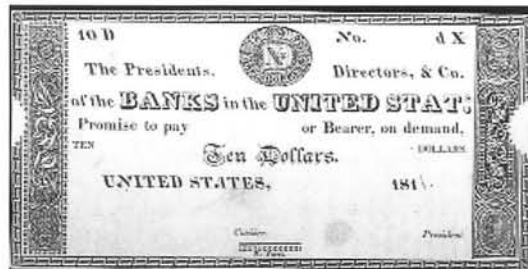 10 D No. d X
The Presidents, Directors, & Co.
of the BANKS in the UNITED STAT:
Promise to pay or Bearer, on demand,
TEN DOLLARS
Ten Dollars.
UNITED STATES, 181
Cashier President